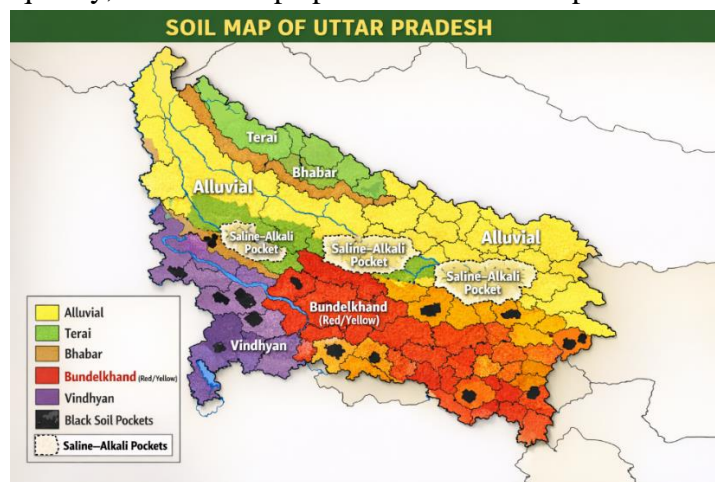 SOIL MAP OF UTTAR PRADESH
Terai
Bhabar
Alluvial
Alluvial
Saline-Alkali
Pocket
Saline-Alkali
Pocket
Saline-Alkali
Pocket
Bundelkhand
(Red/Yellow)
Vindhyan
Alluvial
Terai
Bhabar
Bundelkhand (Red/Yellow)
Vindhyan
Black Soil Pockets
Saline-Alkali Pockets